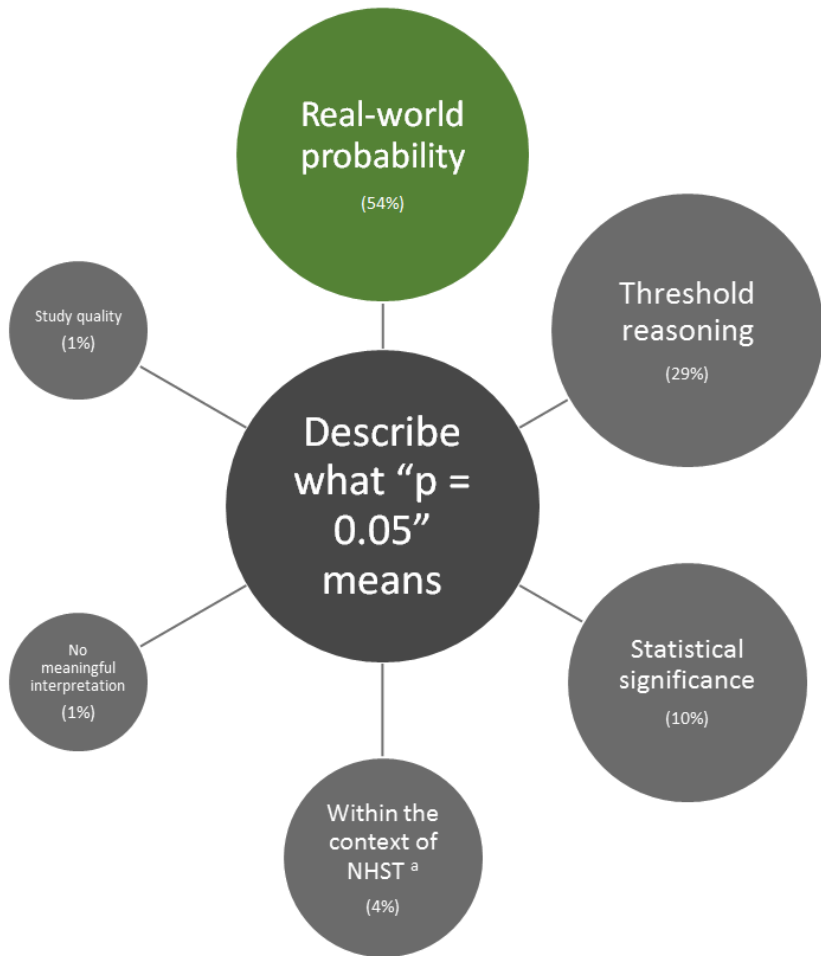 Real-world
probability
(54%)
Threshold
reasoning
(29%)
Study quality
(1%)
Describe
what “p =
0.05”
means
Statistical
significance
(10%)
No
meaningful
interpretation
(1%)
Within the
context of
NHST ᵃ
(4%)